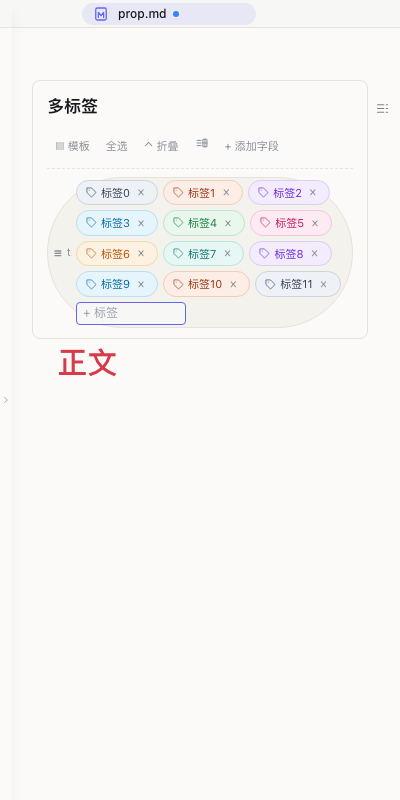 prop.md
多标签
模板 全选 折叠 + 添加字段
标签0 × 标签1 × 标签2 ×
标签3 × 标签4 × 标签5 ×
t 标签6 × 标签7 × 标签8 ×
标签9 × 标签10 × 标签11 ×
+ 标签
正文